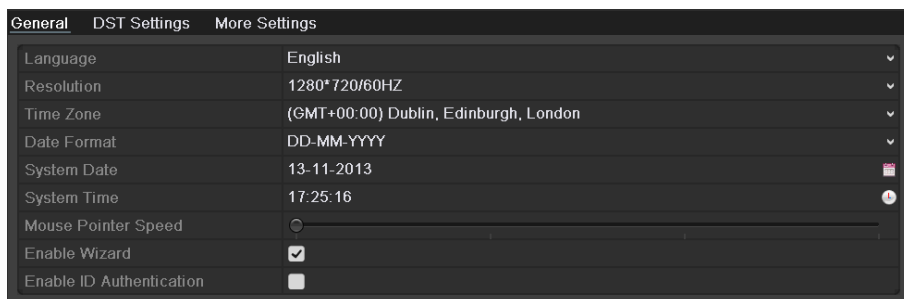 General DST Settings More Settings
Language English
Resolution 1280*720/60HZ
Time Zone (GMT+00:00) Dublin, Edinburgh, London
Date Format DD-MM-YYYY
System Date 13-11-2013
System Time 17:25:16
Mouse Pointer Speed
Enable Wizard
Enable ID Authentication